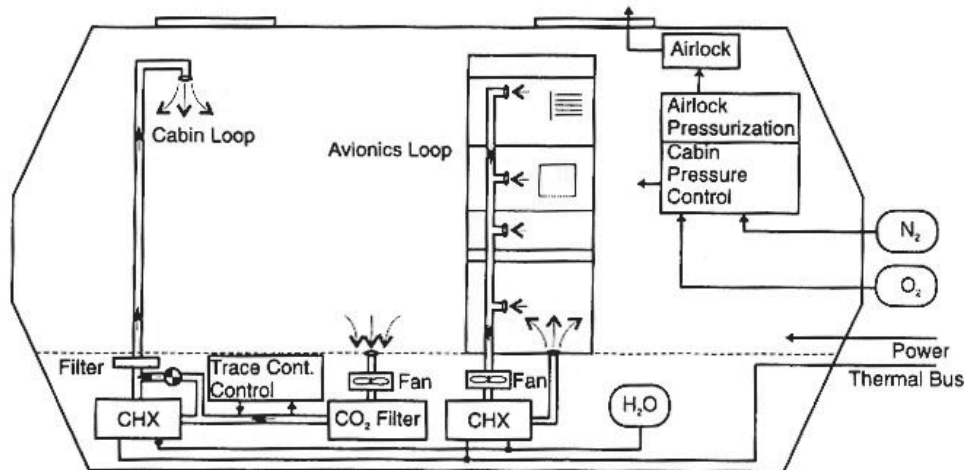 Airlock
Airlock
Pressurization
Cabin
Pressure
Control
Cabin Loop
Avionics Loop
N₂
O₂
Power
Thermal Bus
Filter
Trace Cont.
Control
Fan
Fan
H₂O
CHX
CO₂ Filter
CHX